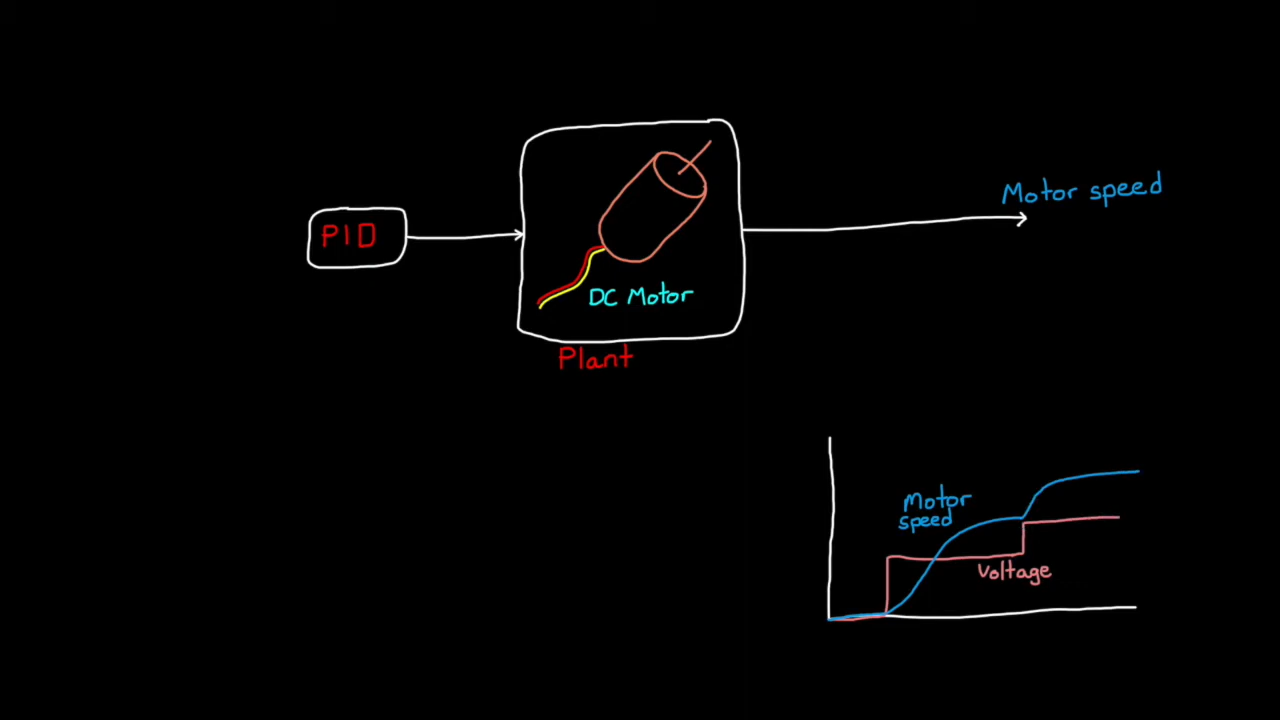 Motor speed
PID
DC Motor
Plant
Motor
speed
Voltage